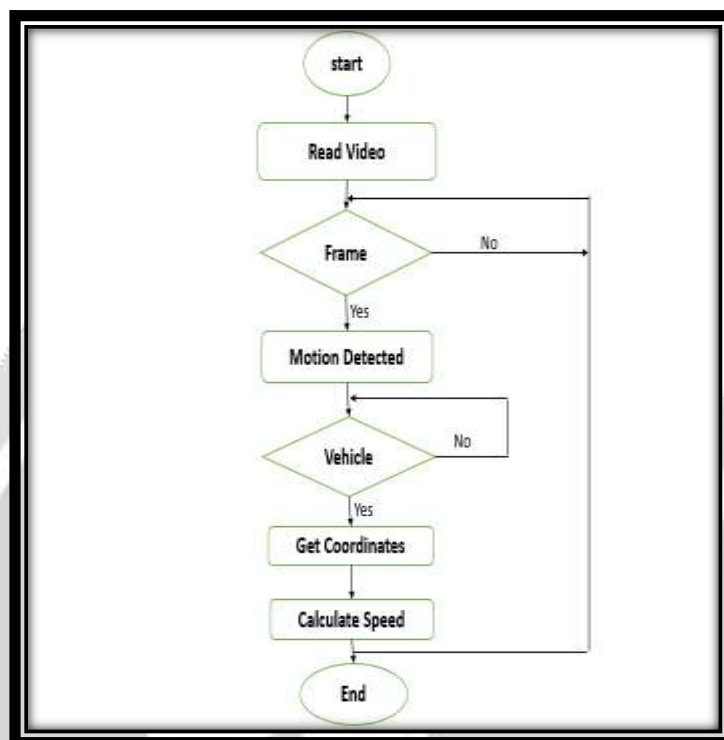 start
Read Video
Frame
No
Yes
Motion Detected
Vehicle
No
Yes
Get Coordinates
Calculate Speed
End